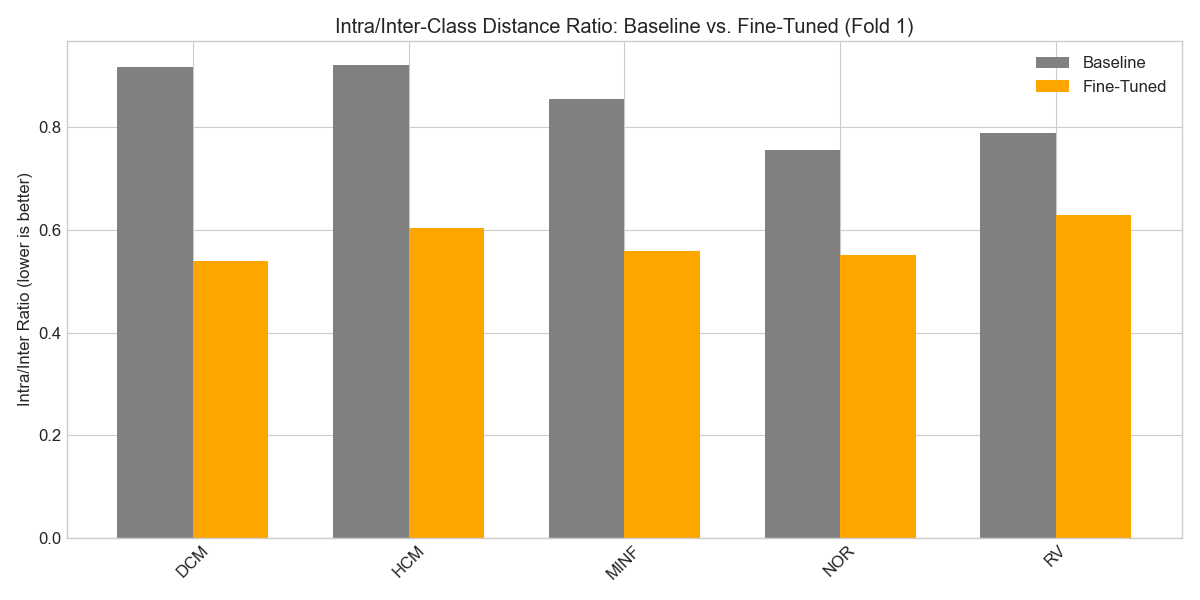 Intra/Inter-Class Distance Ratio: Baseline vs. Fine-Tuned (Fold 1)
Baseline
Fine-Tuned
Intra/Inter Ratio (lower is better)
0.8
0.6
0.4
0.2
0.0
DCM
HCM
MINF
NOR
RV